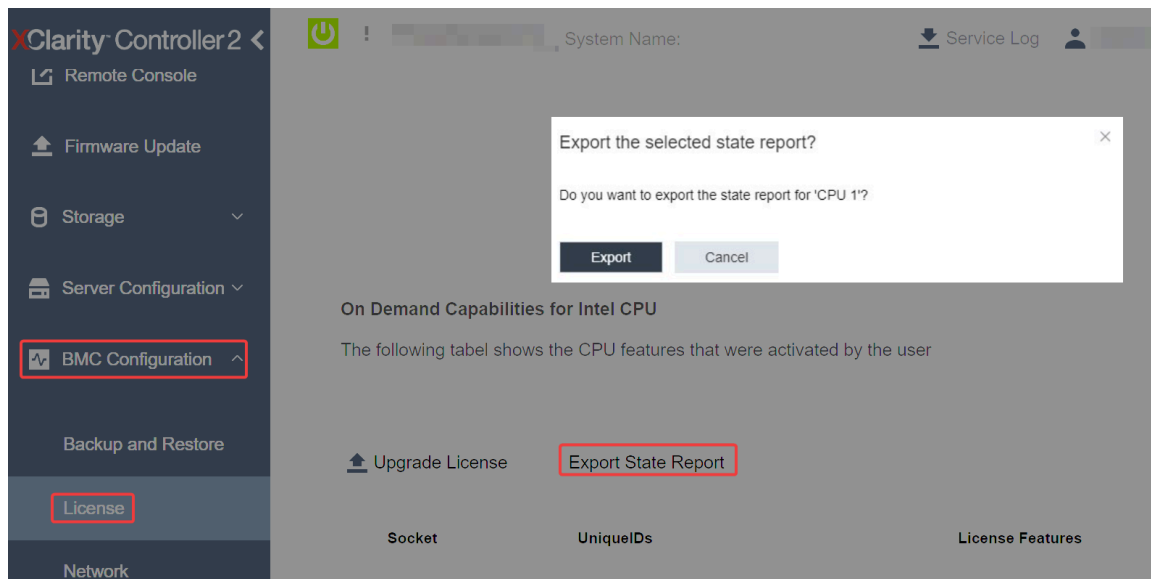 XClarity Controller 2
Remote Console
Firmware Update
Storage
Server Configuration
BMC Configuration
Backup and Restore
License
Network
! , System Name:
Service Log
Export the selected state report? ×
Do you want to export the state report for 'CPU 1'?
Export Cancel
On Demand Capabilities for Intel CPU
The following tabel shows the CPU features that were activated by the user
Upgrade License Export State Report
Socket UniqueIDs License Features